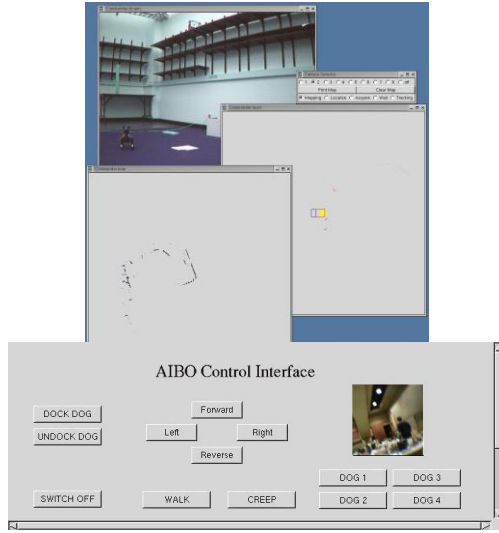 Print Map Clear Map
Mapping Localize Acquire Wait Tracking
AIBO Control Interface
DOCK DOG
UNDOCK DOG
Forward
Left Right
Reverse
SWITCH OFF
WALK CREEP
DOG 1 DOG 3
DOG 2 DOG 4